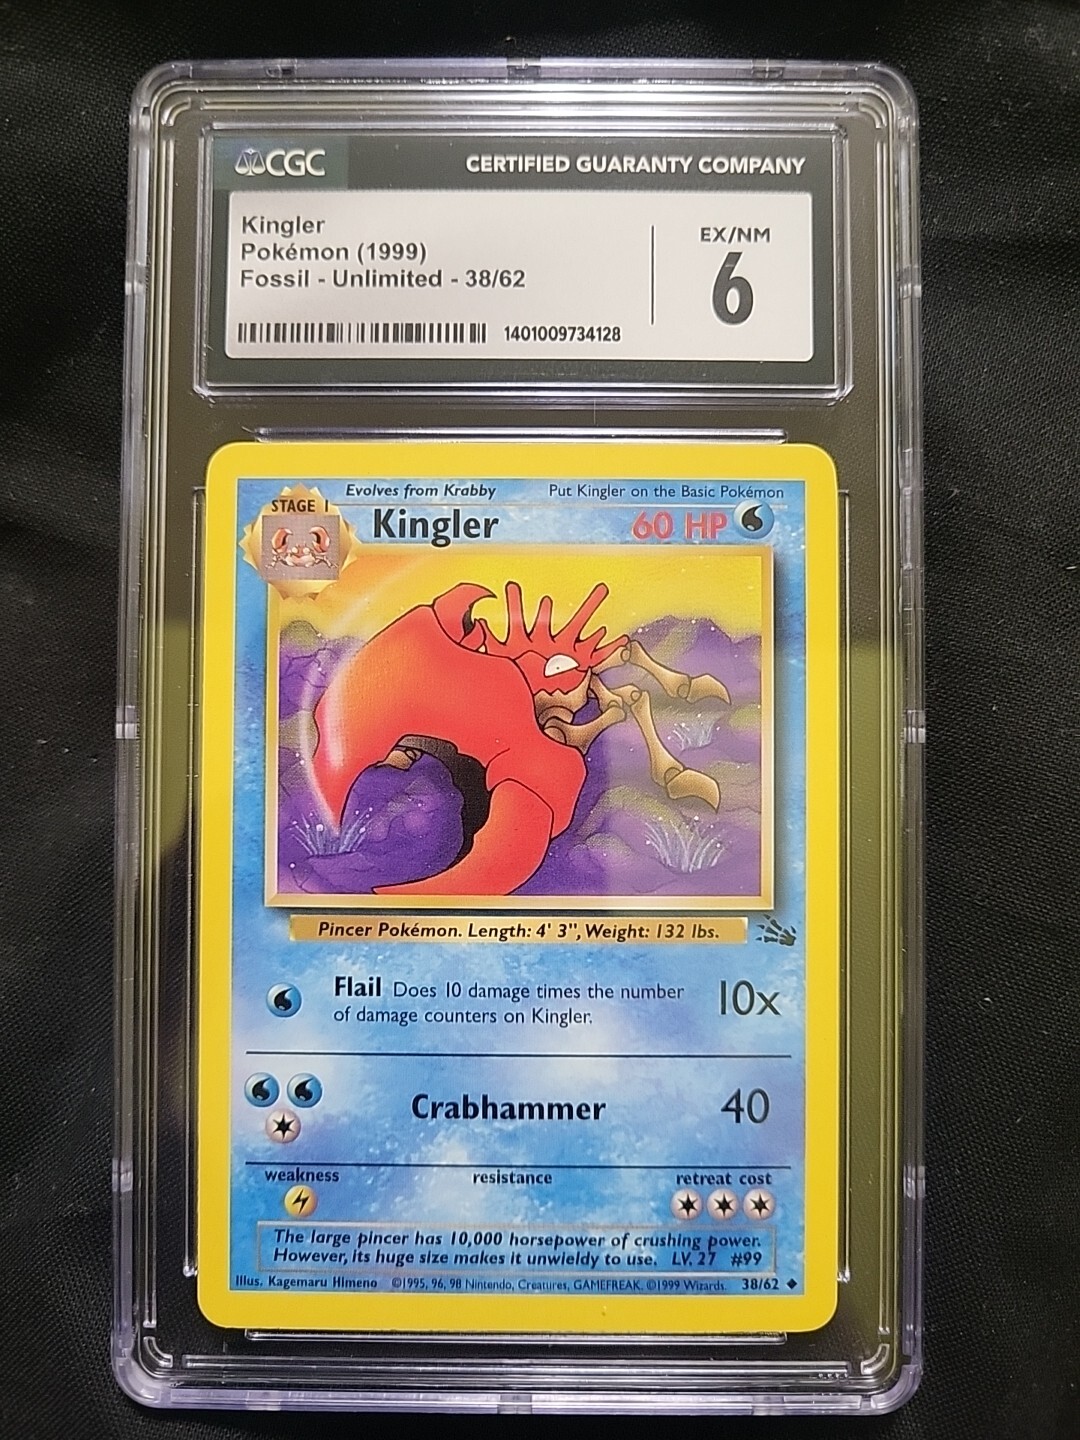 CGC CERTIFIED GUARANTY COMPANY
Kingler
Pokémon (1999)
Fossil - Unlimited - 38/62
1401009734128
EX/NM
6
Evolves from Krabby Put Kingler on the Basic Pokémon
STAGE 1
Kingler 60 HP
Pincer Pokémon. Length: 4' 3", Weight: 132 lbs.
Flail Does 10 damage times the number
of damage counters on Kingler.
10x
Crabhammer 40
weakness resistance retreat cost
The large pincer has 10,000 horsepower of crushing power.
However, its huge size makes it unwieldy to use. LV. 27 #99
Illus. Kagemaru Himeno ©1995, 96, 98 Nintendo, Creatures, GAMEFREAK. ©1999 Wizards. 38/62